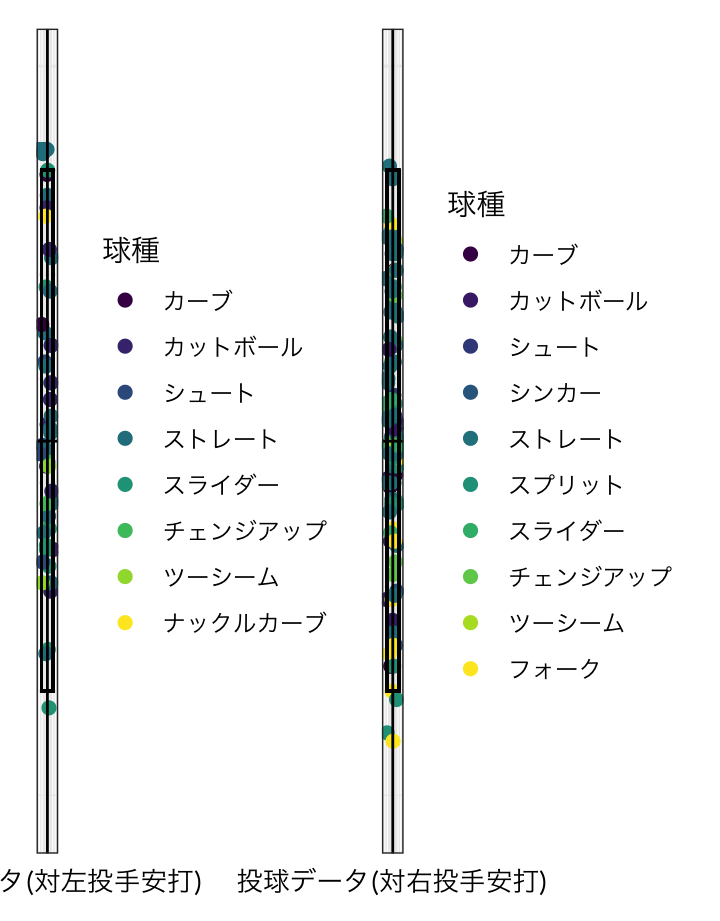 球種
カーブ
カットボール
シュート
ストレート
スライダー
チェンジアップ
ツーシーム
ナックルカーブ
球種
カーブ
カットボール
シュート
シンカー
ストレート
スプリット
スライダー
チェンジアップ
ツーシーム
フォーク
タ(対左投手安打)
投球データ(対右投手安打)